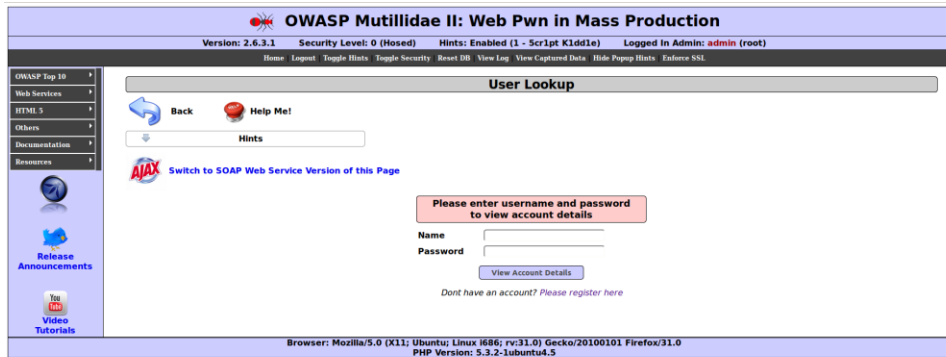 OWASP Mutillidae II: Web Pwn in Mass Production
Version: 2.6.3.1 Security Level: 0 (Hosed) Hints: Enabled (1 - 5cr1pt K1dd1e) Logged In Admin: admin (root)
Home Logout Toggle Hints Toggle Security Reset DB View Log View Captured Data Hide Popup Hints Enforce SSL
OWASP Top 10
Web Services
HTML 5
Others
Documentation
Resources
Release
Announcements
You
Tube
Video
Tutorials
User Lookup
Back Help Me!
Hints
AJAX Switch to SOAP Web Service Version of this Page
Please enter username and password
to view account details
Name
Password
View Account Details
Dont have an account? Please register here
Browser: Mozilla/5.0 (X11; Ubuntu; Linux i686; rv:31.0) Gecko/20100101 Firefox/31.0
PHP Version: 5.3.2-1ubuntu4.5